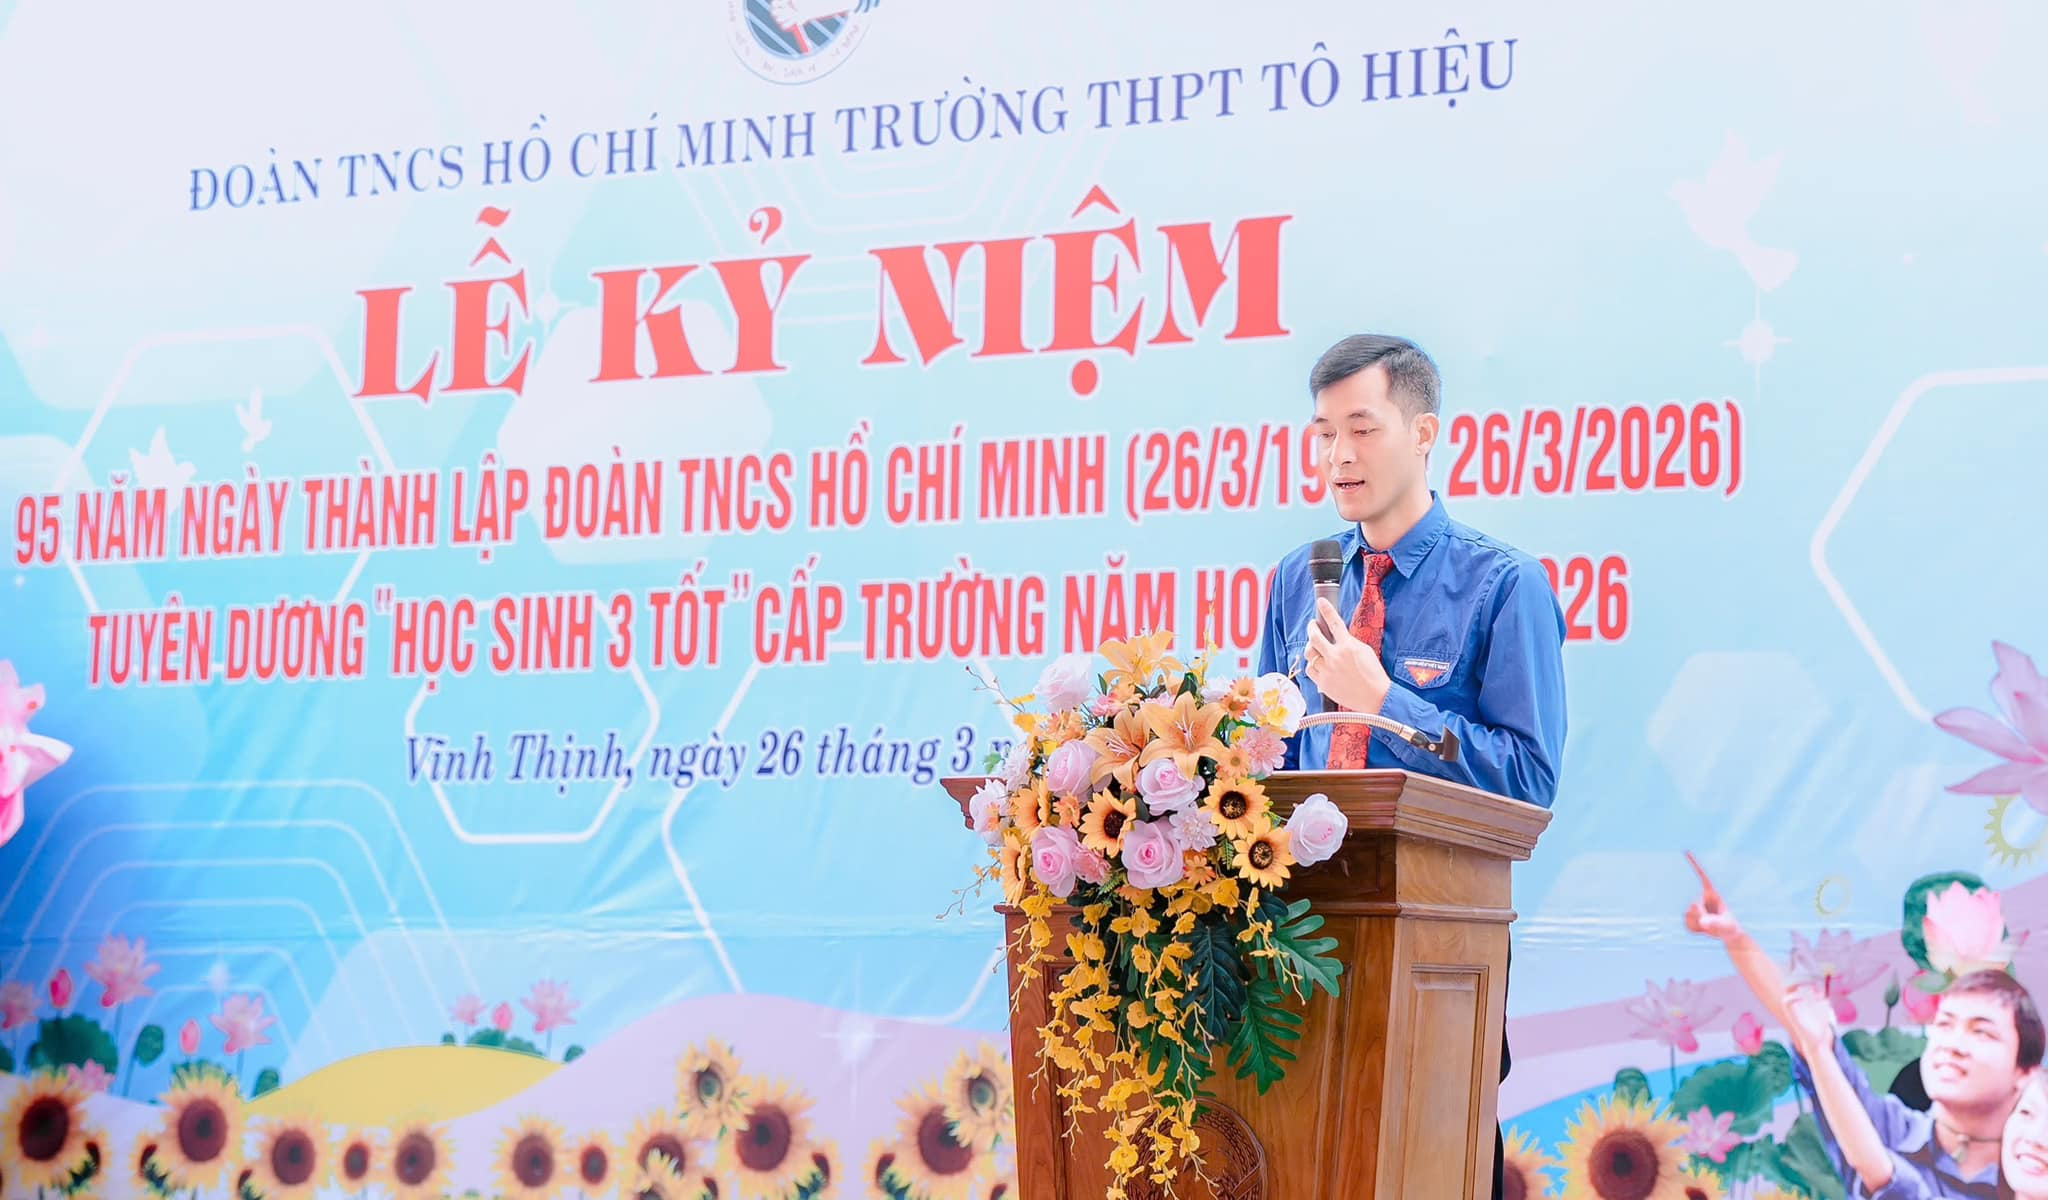 ĐOÀN TNCS HỒ CHÍ MINH TRƯỜNG THPT TÔ HIỆU
LỄ KỶ NIỆM
95 NĂM NGÀY THÀNH LẬP ĐOÀN TNCS HỒ CHÍ MINH (26/3/19 26/3/2026)
TUYÊN DƯƠNG "HỌC SINH 3 TỐT" CẤP TRƯỜNG NĂM HỌ 026
Vĩnh Thịnh, ngày 26 tháng 3 n